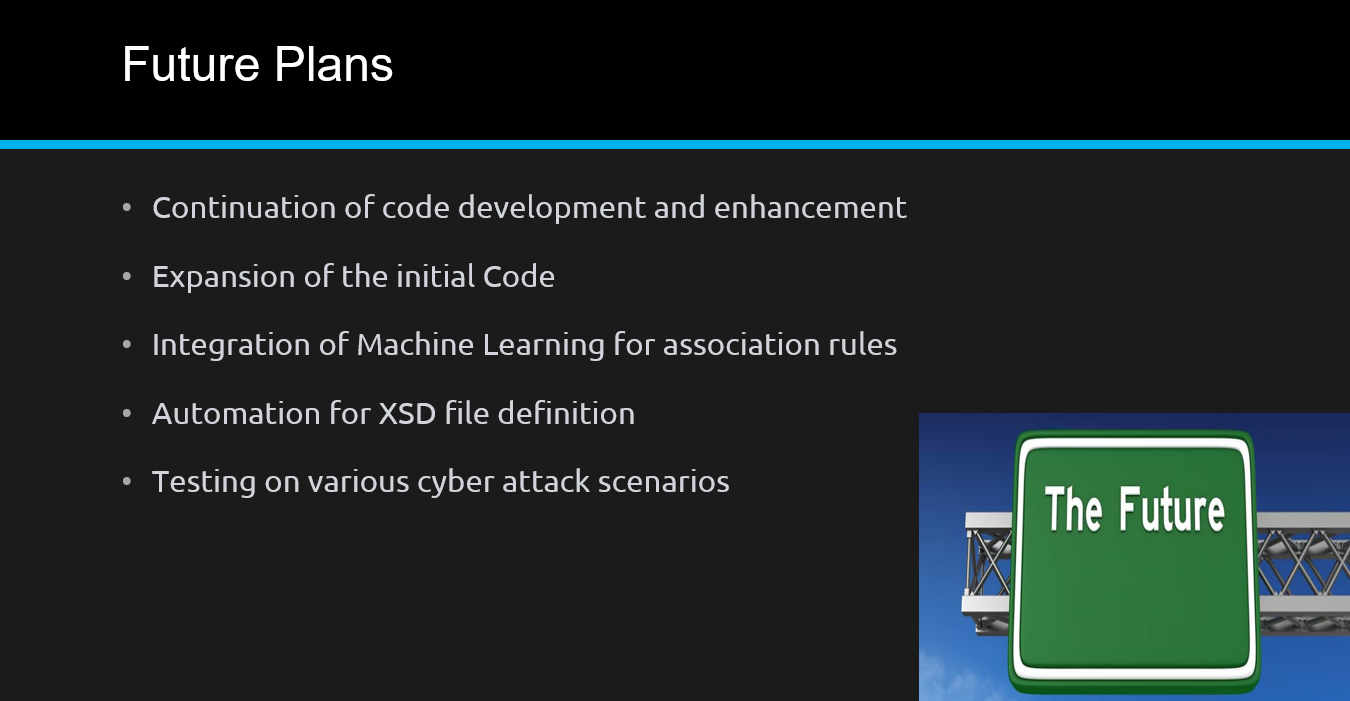 Future Plans
• Continuation of code development and enhancement
• Expansion of the initial Code
• Integration of Machine Learning for association rules
• Automation for XSD file definition
• Testing on various cyber attack scenarios
The Future